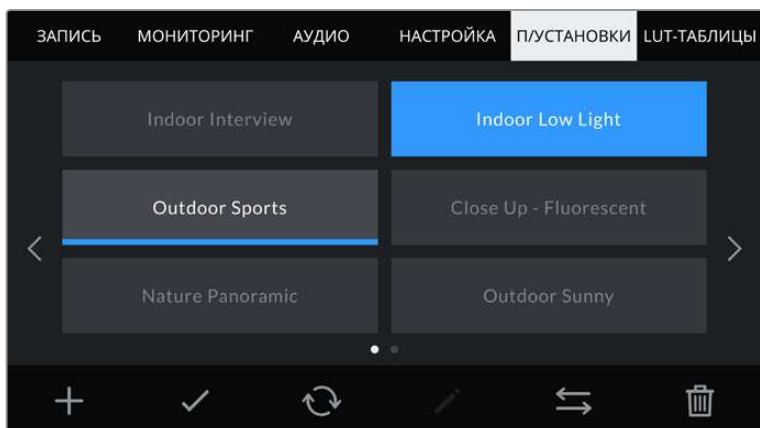 ЗАПИСЬ МОНИТОРИНГ АУДИО НАСТРОЙКА П/УСТАНОВКИ LUT-ТАБЛИЦЫ
Indoor Interview Indoor Low Light
Outdoor Sports Close Up - Fluorescent
Nature Panoramic Outdoor Sunny